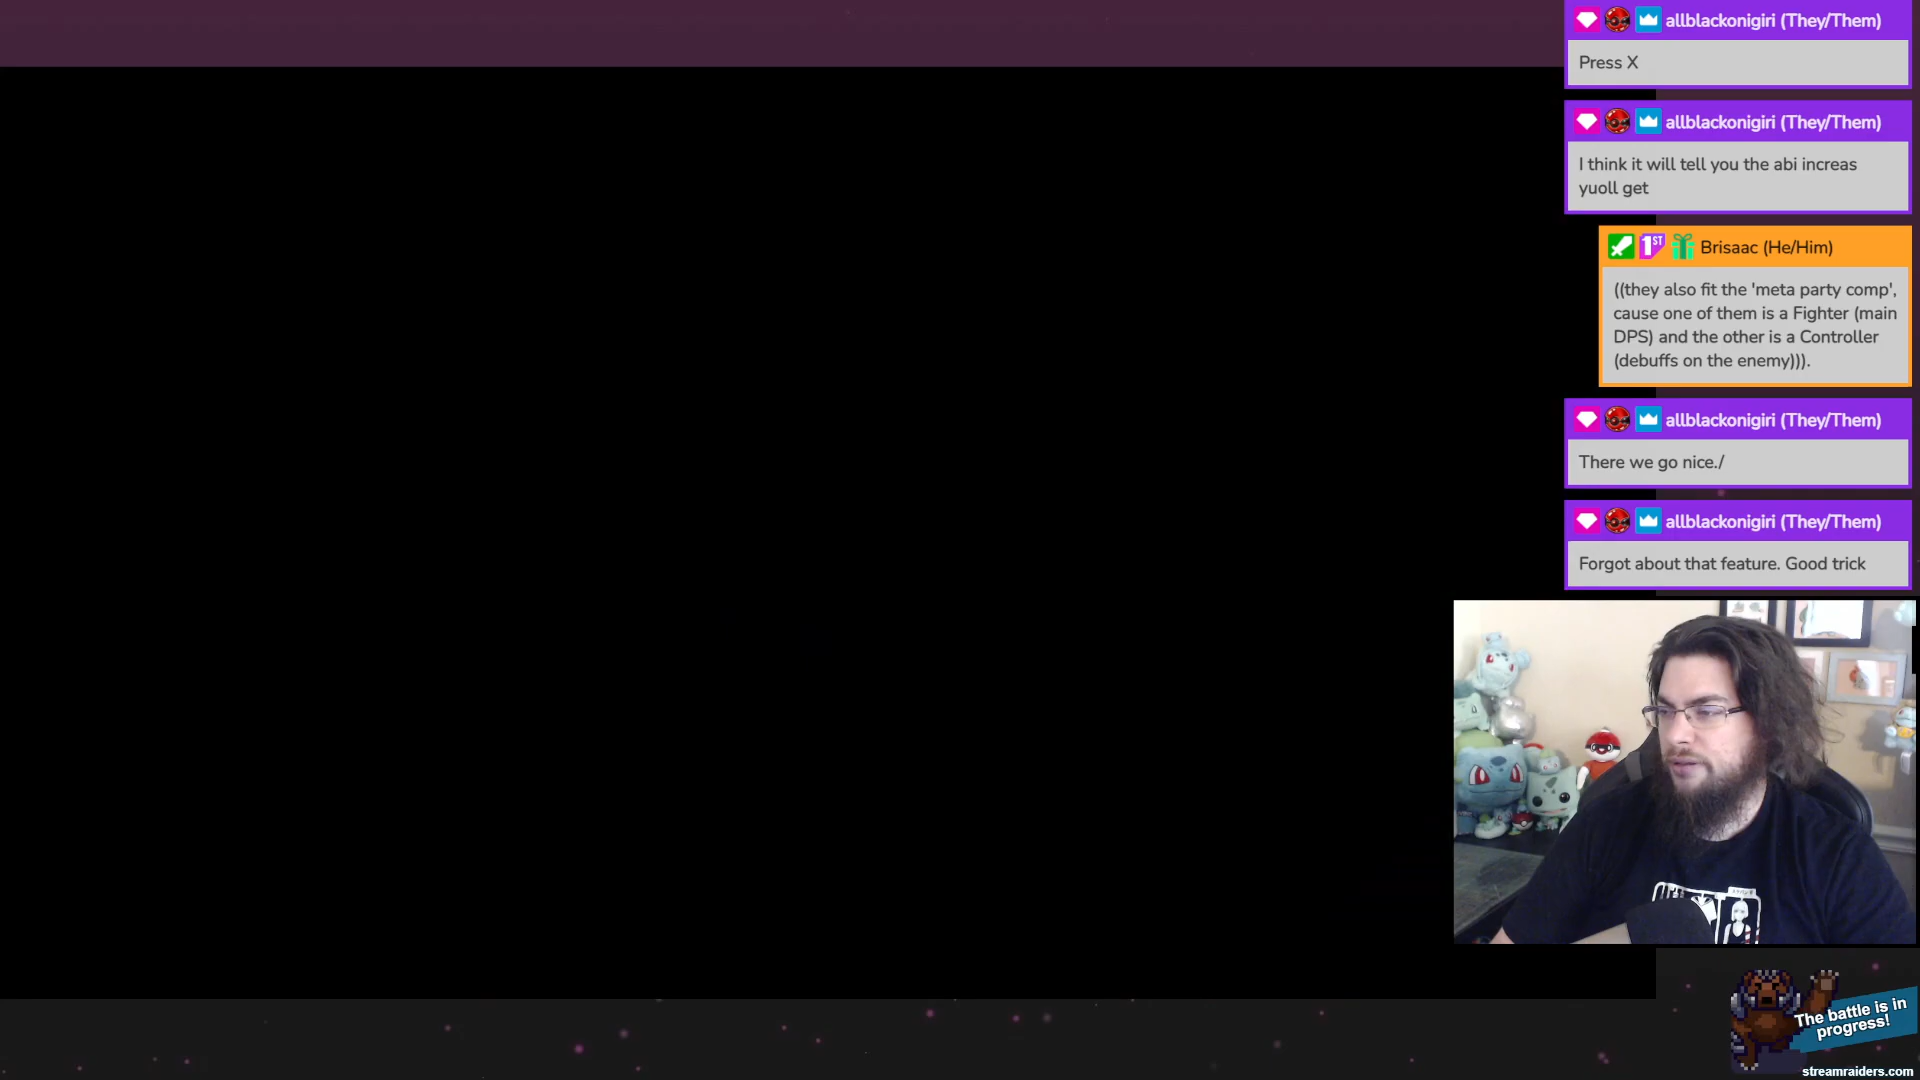 allblackonigiri (They/Them)
Press X
allblackonigiri (They/Them)
I think it will tell you the abi increas
yuoll get
1ST Brisaac (He/Him)
((they also fit the 'meta party comp',
cause one of them is a Fighter (main
DPS) and the other is a Controller
(debuffs on the enemy))).
allblackonigiri (They/Them)
There we go nice./
allblackonigiri (They/Them)
Forgot about that feature. Good trick
The battle is in
progress!
streamraiders.com